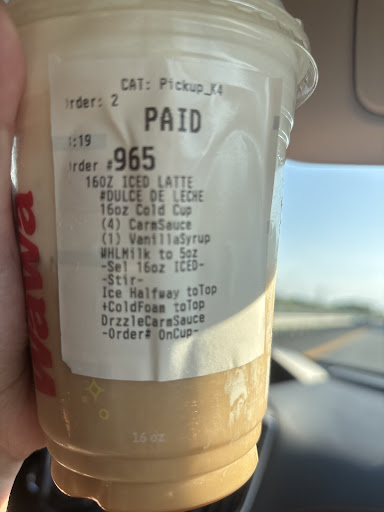 CAT: Pickup_K4
rder: 2
PAID
:19
rder #965
16OZ ICED LATTE
#DULCE DE LECHE
16oz Cold Cup
(4) CarmSauce
(1) VanillaSyrup
WHLMilk to 5oz
-Sel 16oz ICED-
-Stir-
Ice Halfway toTop
+ColdFoam toTop
DrzzleCarmSauce
-Order# OnCup-
Wawa
16 oz